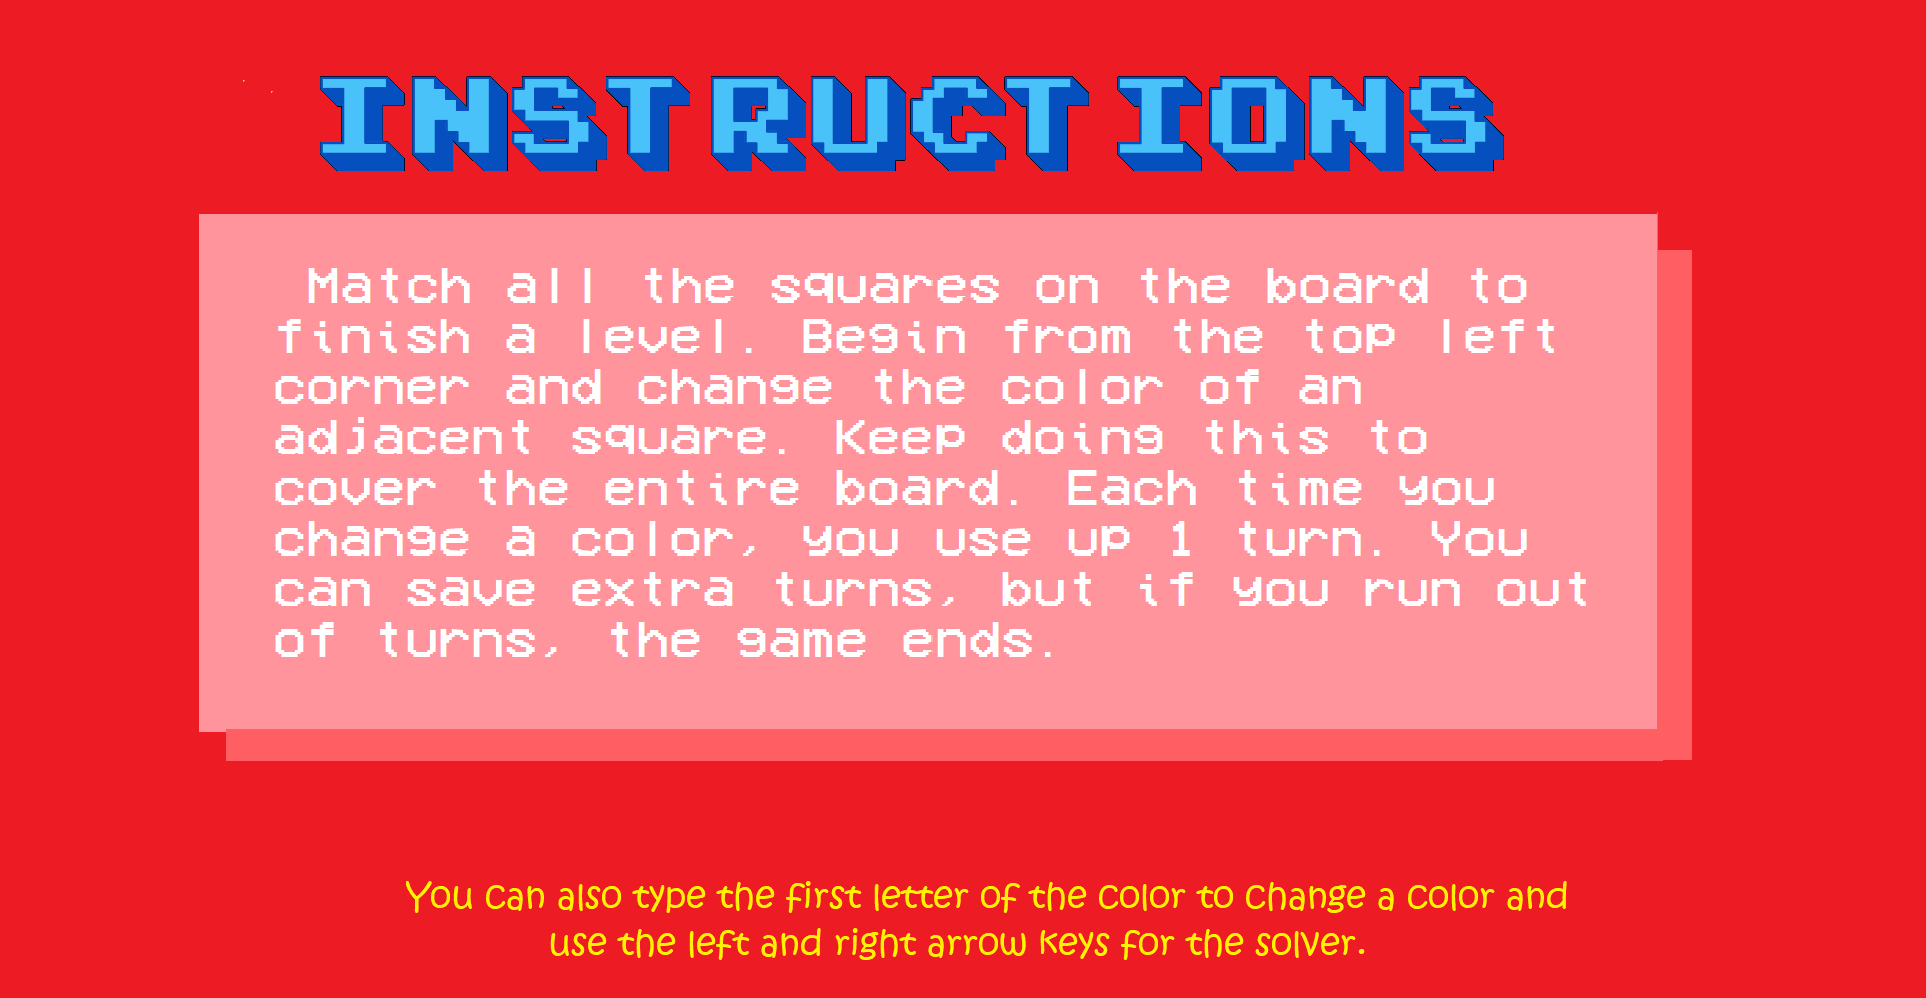 INSTRUCTIONS
Match all the squares on the board to
finish a level. Begin from the top left
corner and change the color of an
adjacent square. Keep doing this to
cover the entire board. Each time you
change a color, you use up 1 turn. You
can save extra turns, but if you run out
of turns, the game ends.
You can also type the first letter of the color to change a color and
use the left and right arrow keys for the solver.